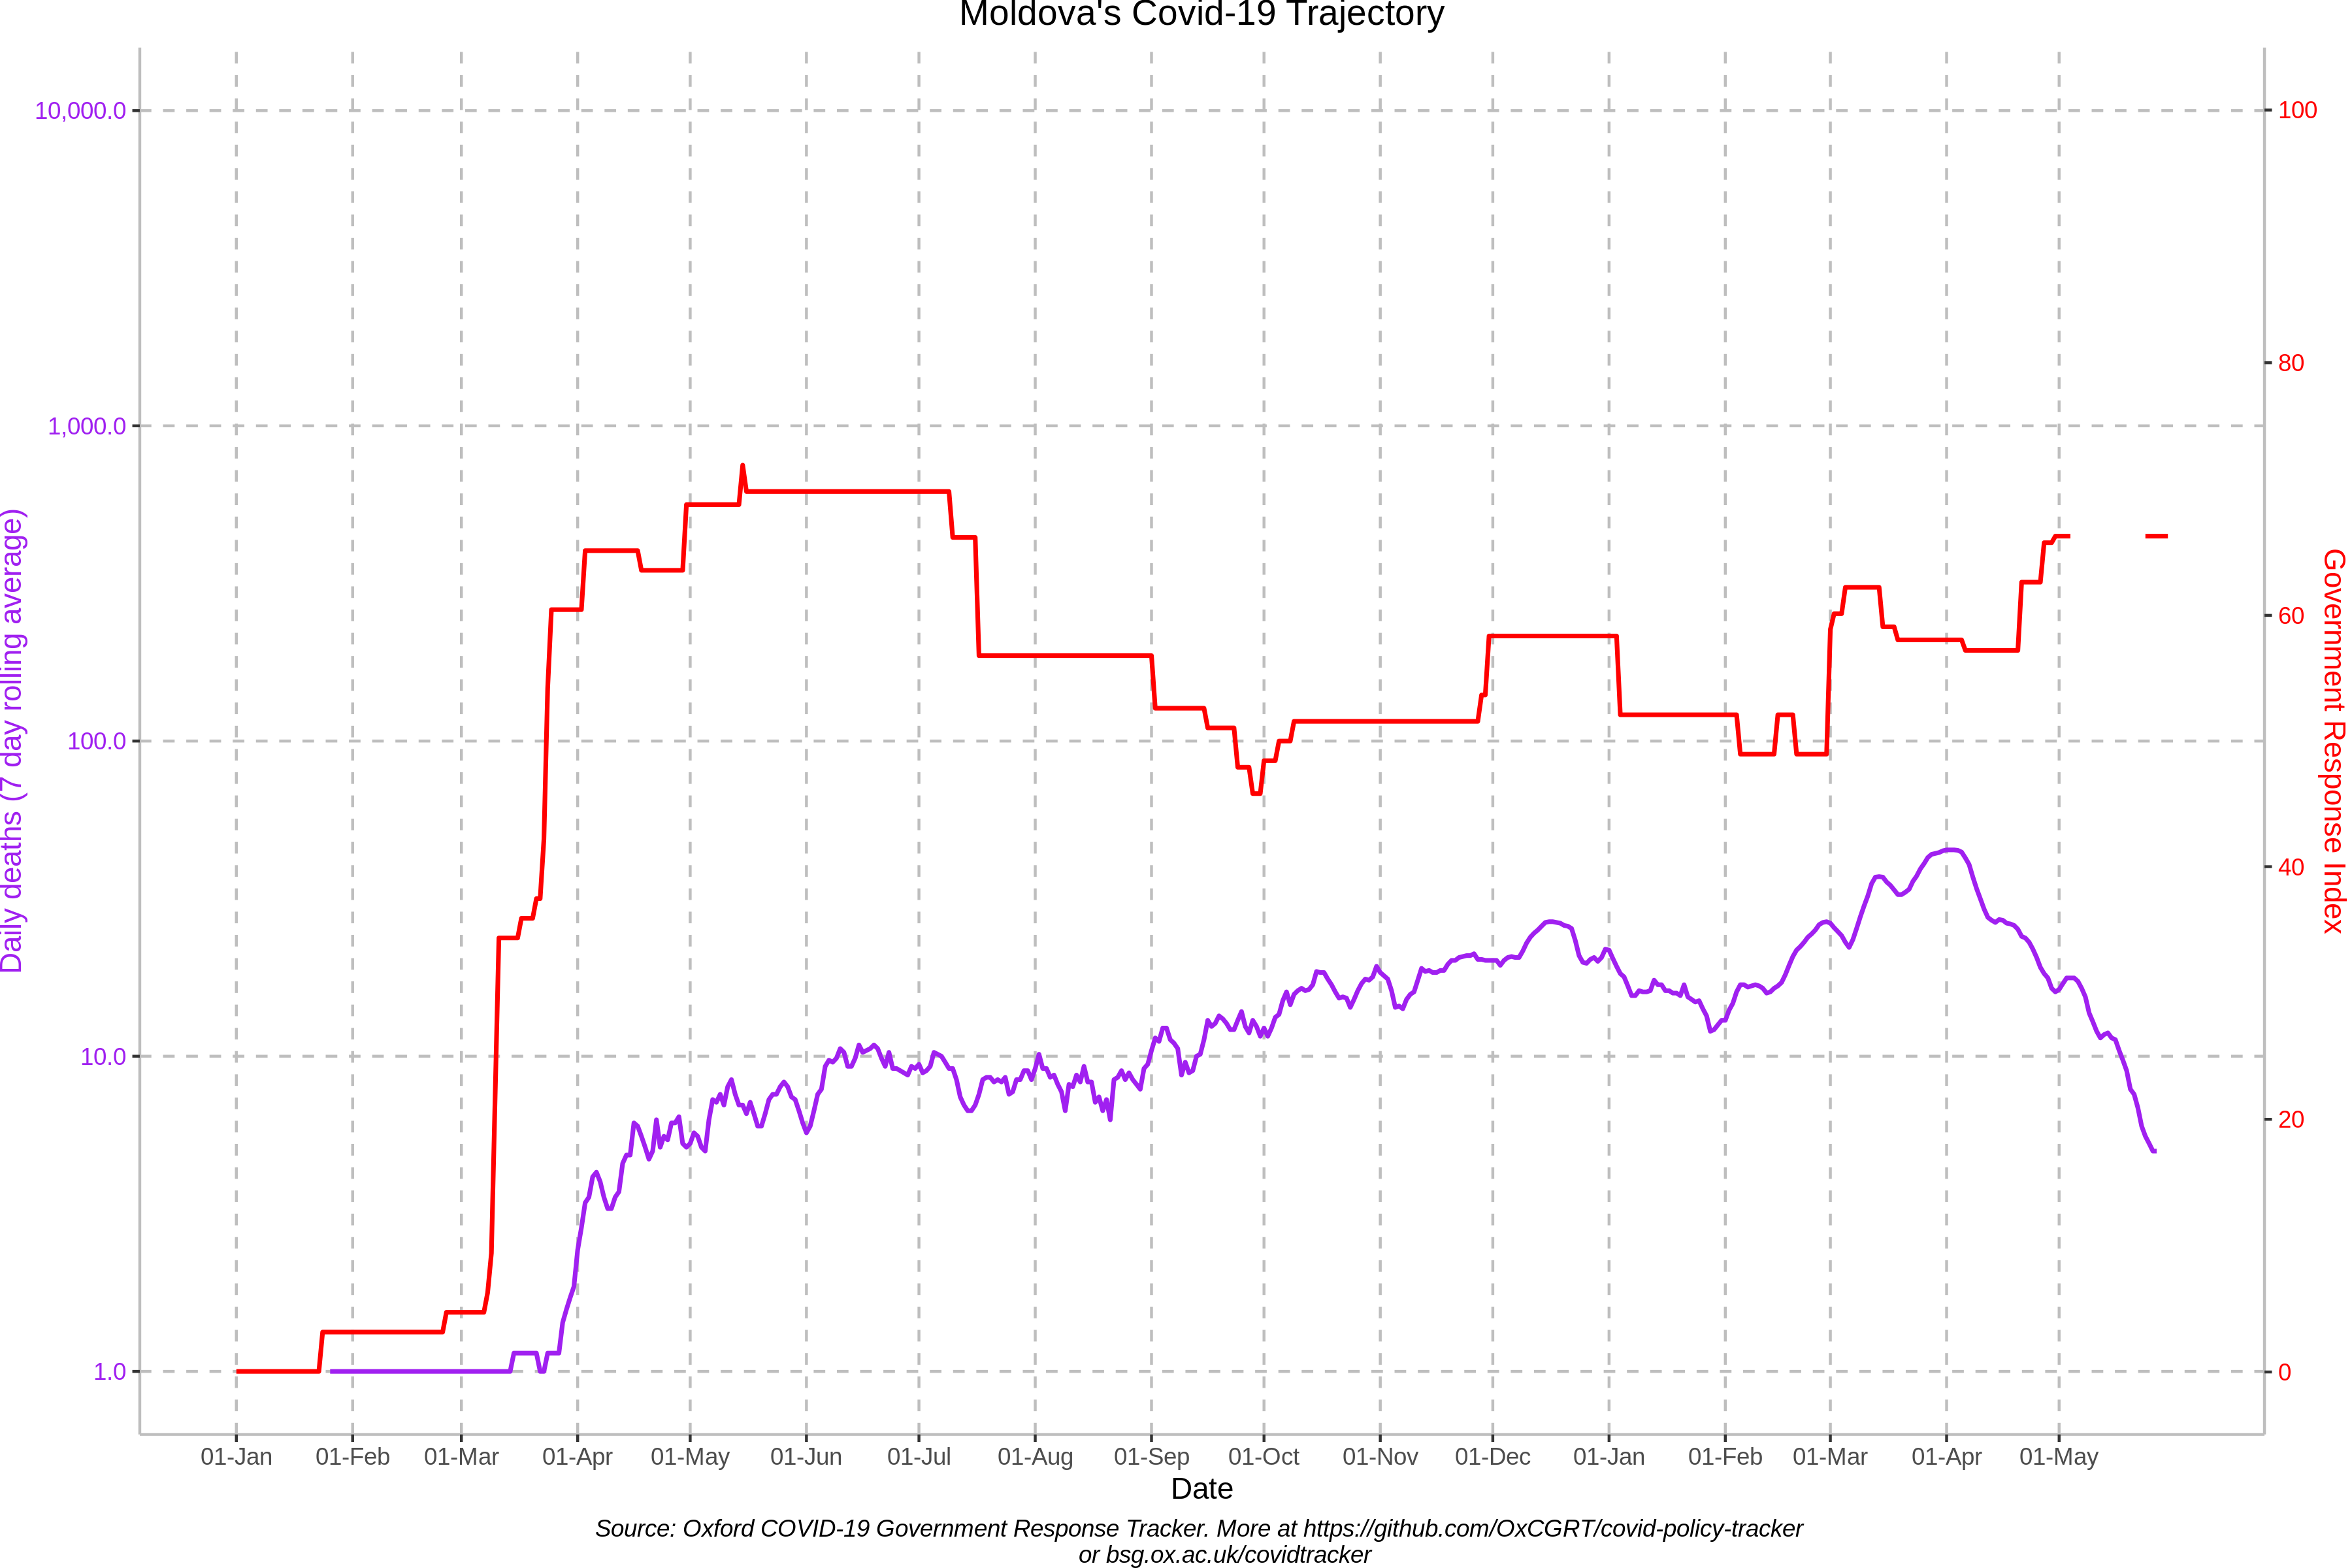 Moldova's Covid-19 Trajectory
10,000.0
1,000.0
100.0
10.0
1.0
Daily deaths (7 day rolling average)
100
80
60
40
20
0
Government Response Index
01-Jan 01-Feb 01-Mar 01-Apr 01-May 01-Jun 01-Jul 01-Aug 01-Sep 01-Oct 01-Nov 01-Dec 01-Jan 01-Feb 01-Mar 01-Apr 01-May
Date
Source: Oxford COVID-19 Government Response Tracker. More at https://github.com/OxCGRT/covid-policy-tracker
or bsg.ox.ac.uk/covidtracker